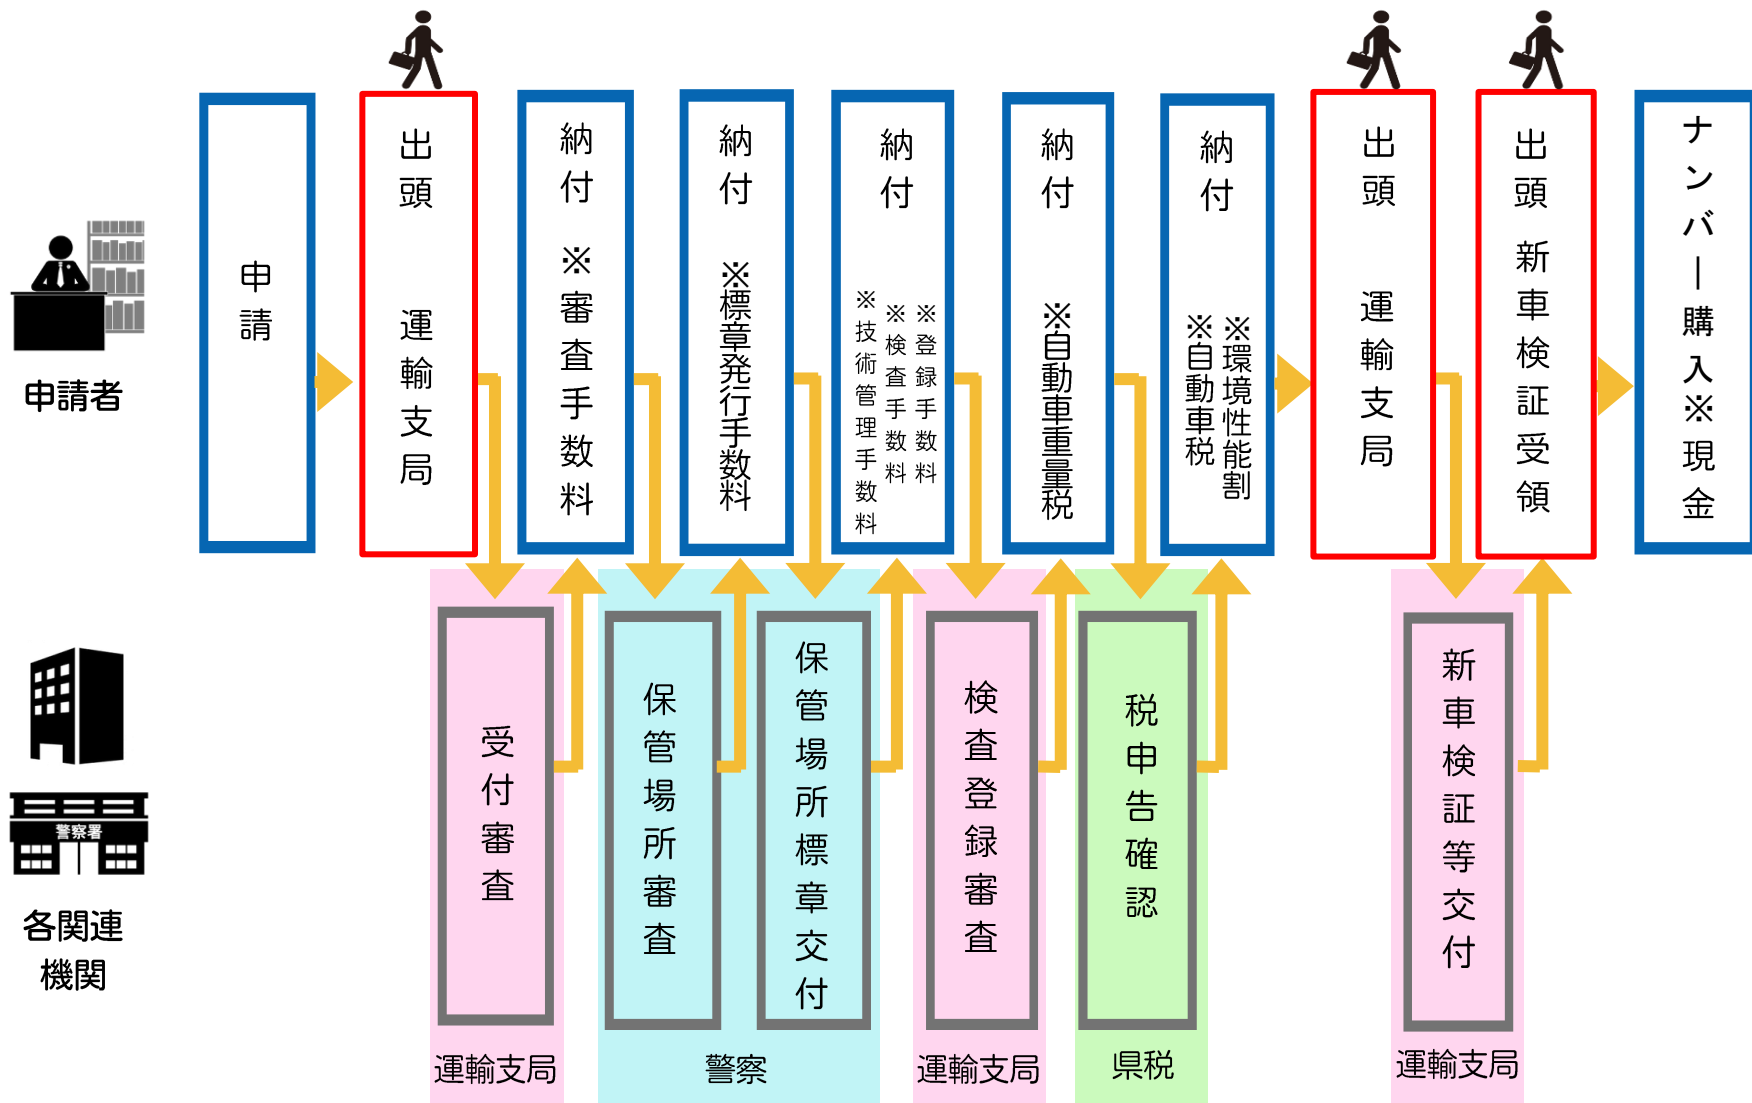 申請
出頭 運輸支局
納付 ※審査手数料
納付 ※標章発行手数料
納付
※登録手数料
※検査手数料
※技術管理手数料
納付 ※自動車重量税
納付
※環境性能割
※自動車税
出頭 運輸支局
出頭 新車検証受領
ナンバー購入※現金
申請者
受付審査
保管場所審査
保管場所標章交付
検査登録審査
税申告確認
新車検証等交付
警察署
各関連
機関
運輸支局
警察
運輸支局
県税
運輸支局